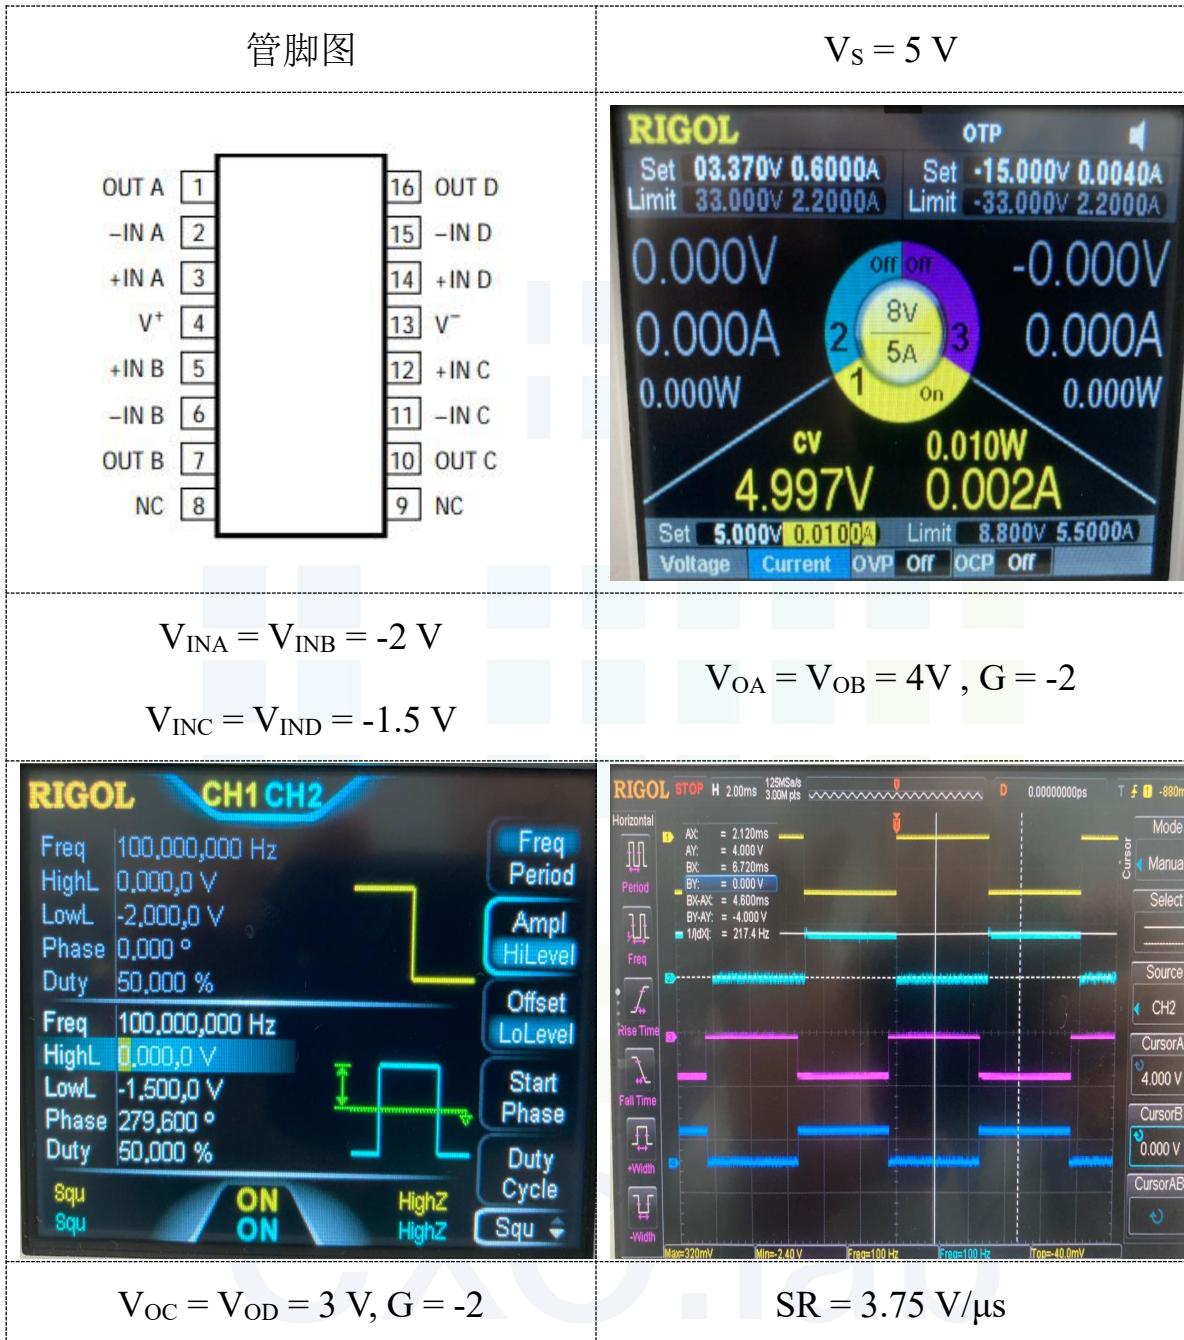 管脚图
VS = 5 V
OUT A 1 16 OUT D
–IN A 2 15 –IN D
+IN A 3 14 +IN D
V+ 4 13 V–
+IN B 5 12 +IN C
–IN B 6 11 –IN C
OUT B 7 10 OUT C
NC 8 9 NC
RIGOL OTP
Set 03.370V 0.6000A Set -15.000V 0.0040A
Limit 33.000V 2.2000A Limit -33.000V 2.2000A
0.000V Off Off -0.000V
0.000A 2 8V 5A 3 0.000A
0.000W 1 On 0.000W
CV 0.010W
4.997V 0.002A
Set 5.000V 0.0100A Limit 8.800V 5.5000A
Voltage Current OVP Off OCP Off
VINA = VINB = -2 V
VINC = VIND = -1.5 V
VOA = VOB = 4V , G = -2
RIGOL CH1 CH2
Freq 100.000,000 Hz
HighL 0.000,0 V
LowL -2.000,0 V
Phase 0.000 °
Duty 50.000 %
Freq 100.000,000 Hz
HighL 0.000,0 V
LowL -1.500,0 V
Phase 279.600 °
Duty 50.000 %
Squ ON HighZ
Squ ON HighZ
Freq
Period
Ampl
HiLevel
Offset
LoLevel
Start
Phase
Duty
Cycle
Squ
RIGOL STOP H 2.00ms 125MSa/s 3.00M pts D 0.00000000ps T 1 -880m
Horizontal
Period
Freq
Rise Time
Fall Time
+Width
-Width
AX: = 2.120ms
AY: = 4.000 V
BX: = 6.720ms
BY: = 0.000 V
BX-AX: = 4.600ms
BY-AY: = -4.000 V
1/|dX|: = 217.4 Hz
Cursor
Mode
Manua
Select
Source
CH2
CursorA
4.000 V
CursorB
0.000 V
CursorAB
Max=320mV Min=-2.40 V Freq=100 Hz Freq=100 Hz Top=-40.0mV
VOC = VOD = 3 V, G = -2
SR = 3.75 V/μs